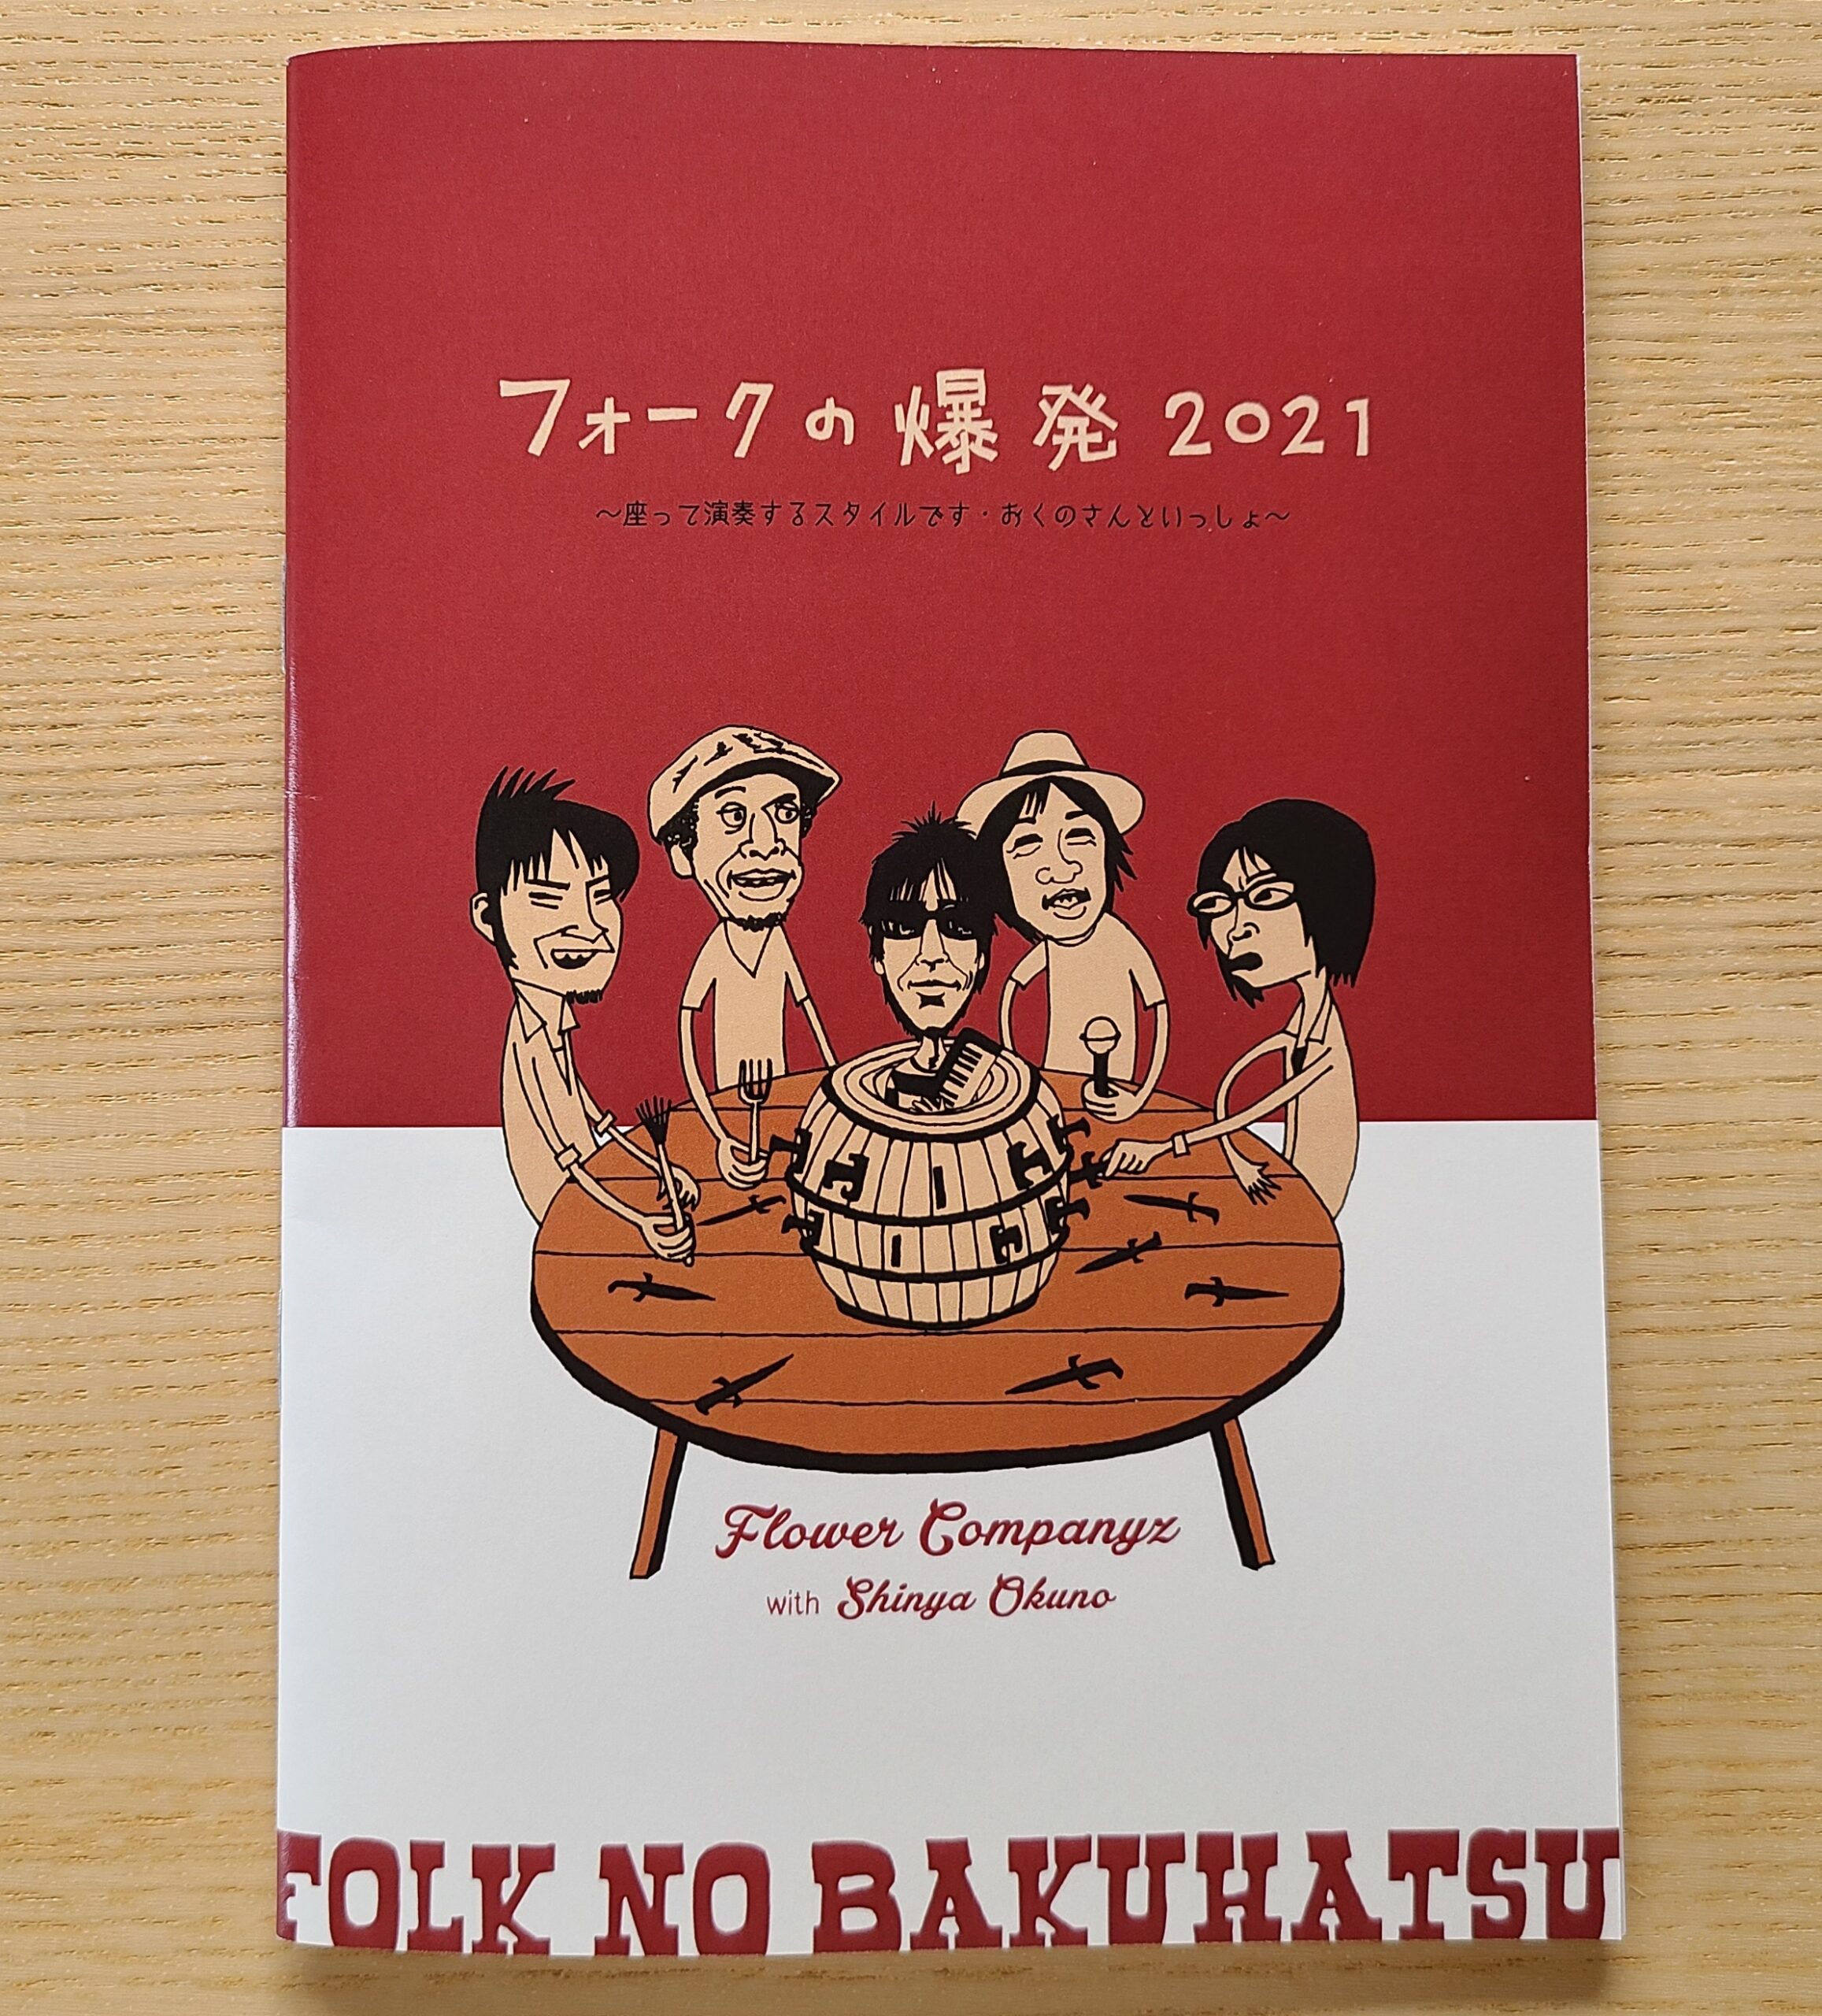 フォークの爆発 2021
～座って演奏するスタイルです・おくのさんといっしょ～
Flower Companyz
with Shinya Okuno
FOLK NO BAKUHATSU